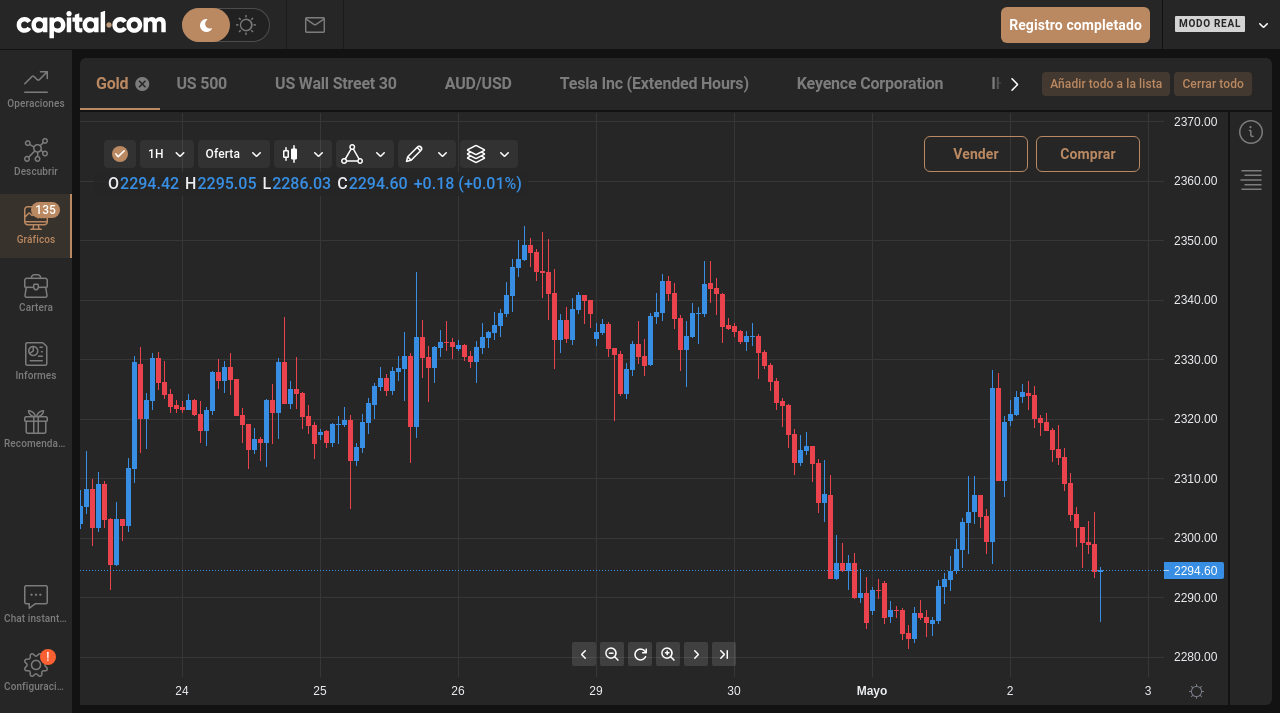 capital.com
Registro completado
MODO REAL
Gold
US 500
US Wall Street 30
AUD/USD
Tesla Inc (Extended Hours)
Keyence Corporation
Añadir todo a la lista
Cerrar todo
Operaciones
Descubrir
135
Gráficos
Cartera
Informes
Recomenda...
Chat instant...
!
Configuraci...
1H
Oferta
Vender
Comprar
O2294.42 H2295.05 L2286.03 C2294.60 +0.18 (+0.01%)
2370.00
2360.00
2350.00
2340.00
2330.00
2320.00
2310.00
2300.00
2294.60
2290.00
2280.00
24 25 26 29 30 Mayo 2 3